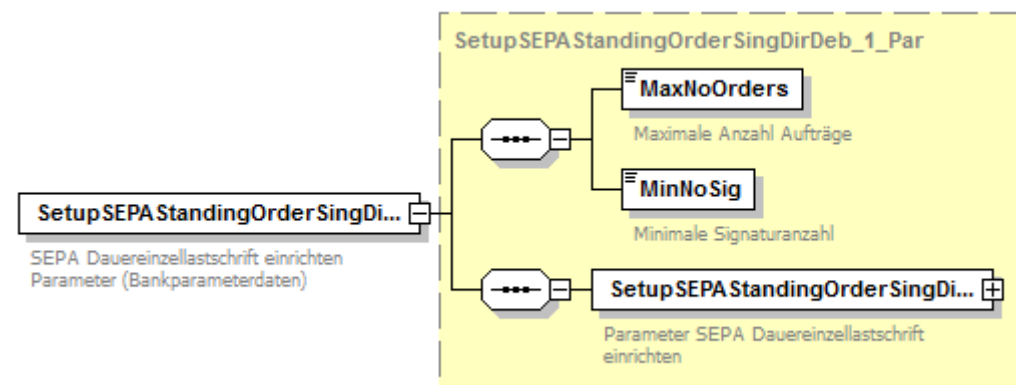 SetupSEPAStandingOrderSingDirDeb_1_Par
MaxNoOrders
Maximale Anzahl Aufträge
MinNoSig
Minimale Signaturanzahl
SetupSEPAStandingOrderSingDi...
SEPA Dauereinzellastschrift einrichten
Parameter (Bankparameterdaten)
SetupSEPAStandingOrderSingDi...
Parameter SEPA Dauereinzellastschrift
einrichten